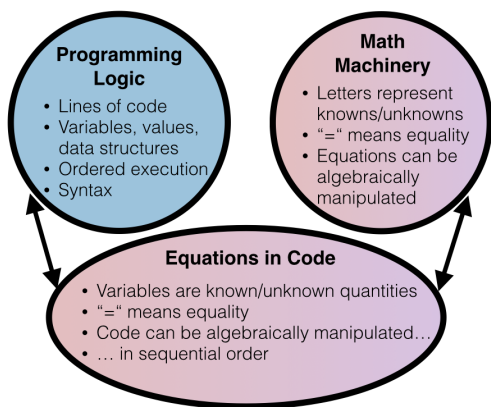 Programming
Logic
• Lines of code
• Variables, values,
data structures
• Ordered execution
• Syntax
Math
Machinery
• Letters represent
knowns/unknowns
• “=“ means equality
• Equations can be
algebraically
manipulated
Equations in Code
• Variables are known/unknown quantities
• “=“ means equality
• Code can be algebraically manipulated…
• … in sequential order